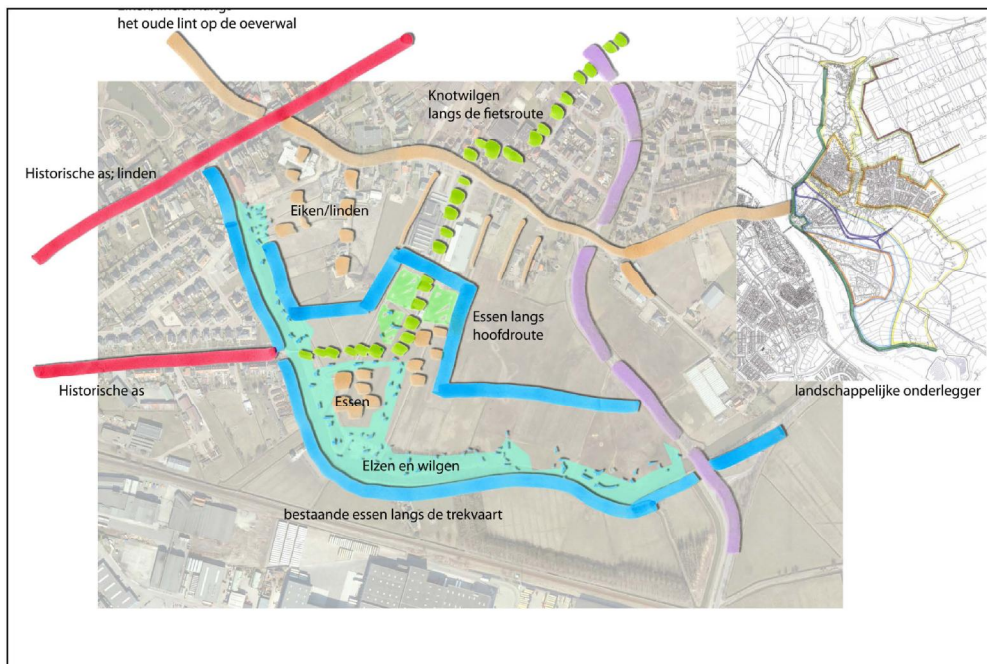 het oude lint op de oeverwal
Knotwilgen
langs de fietsroute
Historische as; linden
Eiken/linden
Essen langs
hoofdroute
Historische as
landschappelijke onderlegger
Essen
Elzen en wilgen
bestaande essen langs de trekvaart